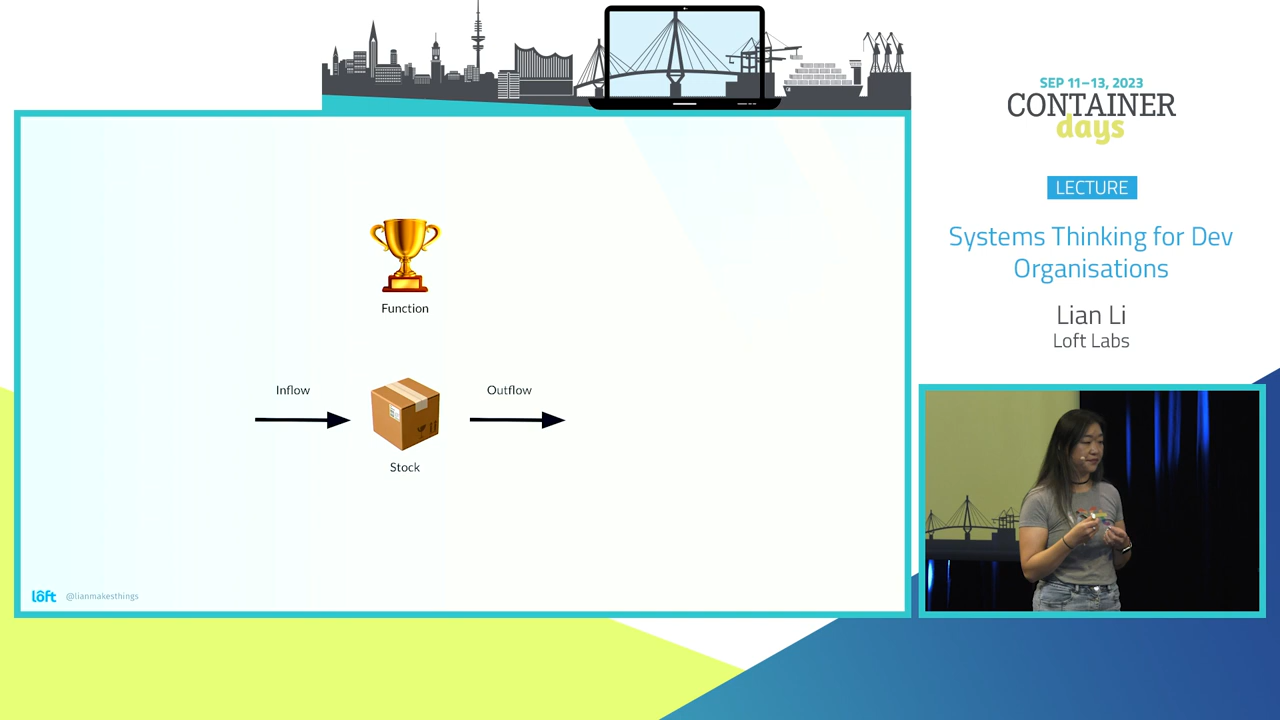 SEP 11–13, 2023
CONTAINER
days
LECTURE
Systems Thinking for Dev
Organisations
Lian Li
Loft Labs
Function
Inflow
Outflow
Stock
lôft @lianmakesthings